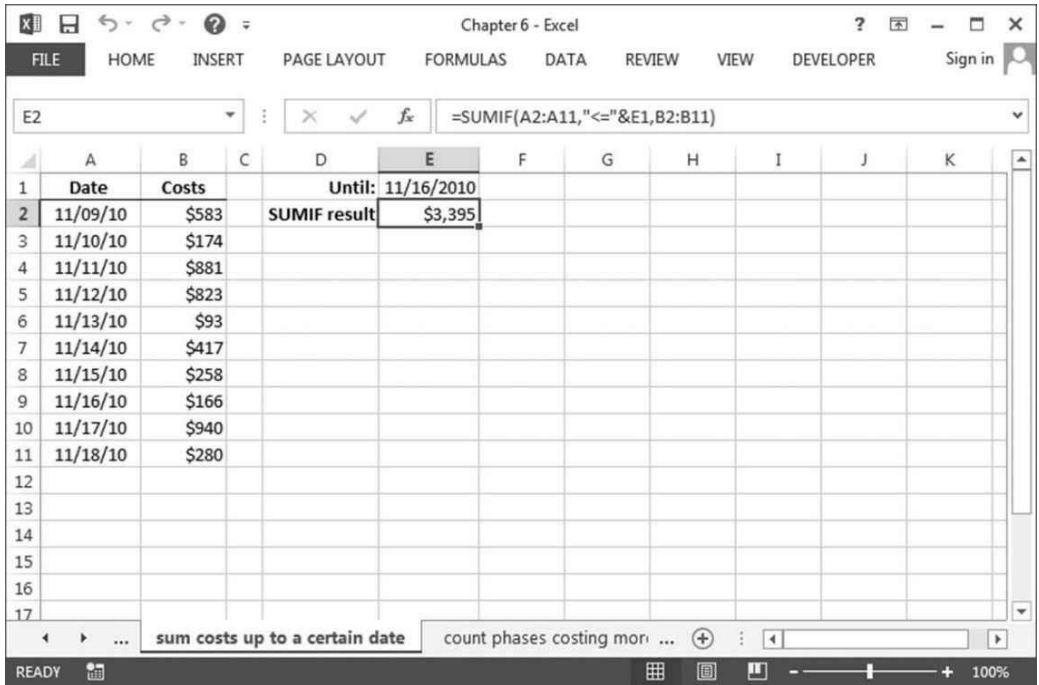 Chapter 6 - Excel
FILE HOME INSERT PAGE LAYOUT FORMULAS DATA REVIEW VIEW DEVELOPER Sign in
E2 fx =SUMIF(A2:A11,"<="&E1,B2:B11)
A B C D E F G H I J K
1 Date Costs Until: 11/16/2010
2 11/09/10 $583 SUMIF result $3,395
3 11/10/10 $174
4 11/11/10 $881
5 11/12/10 $823
6 11/13/10 $93
7 11/14/10 $417
8 11/15/10 $258
9 11/16/10 $166
10 11/17/10 $940
11 11/18/10 $280
12
13
14
15
16
17
... sum costs up to a certain date count phases costing mor ...
READY 100%